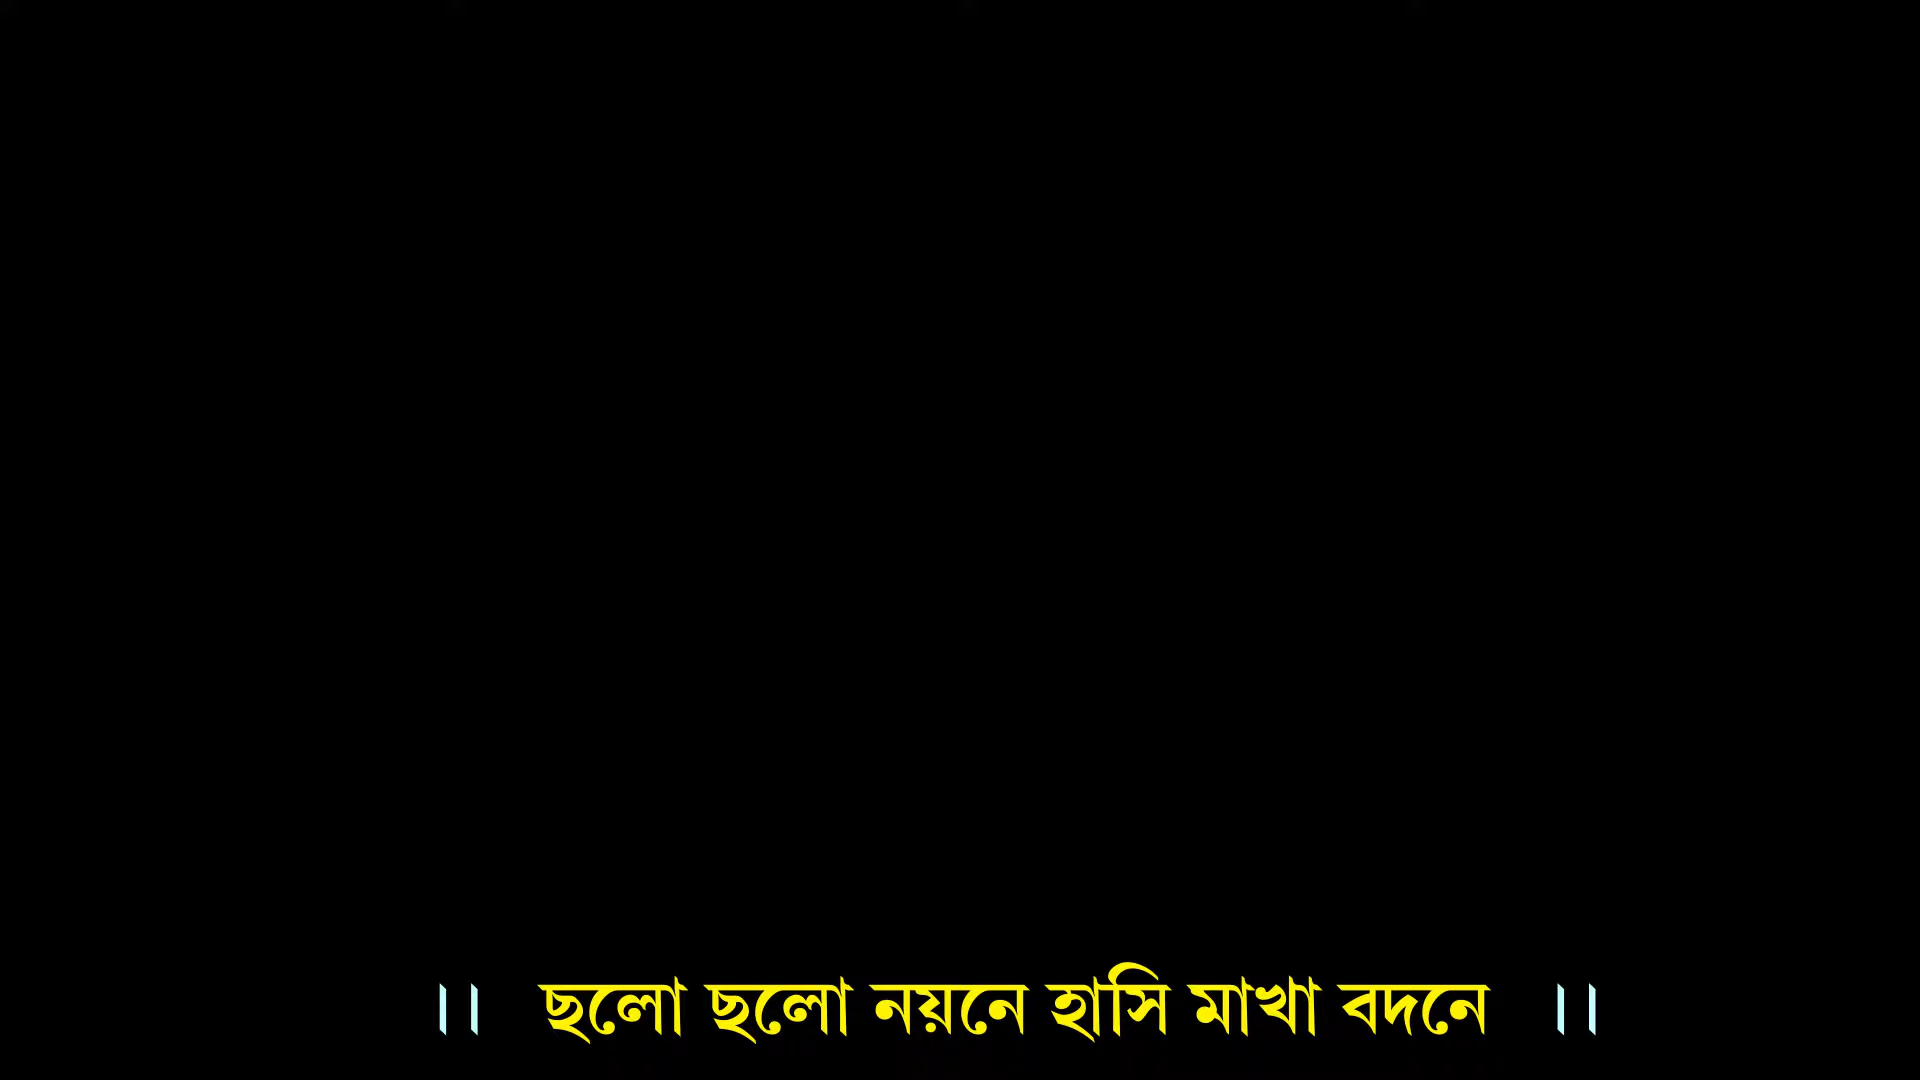 ।। ছলো ছলো নয়নে হাসি মাখা বদনে ।।